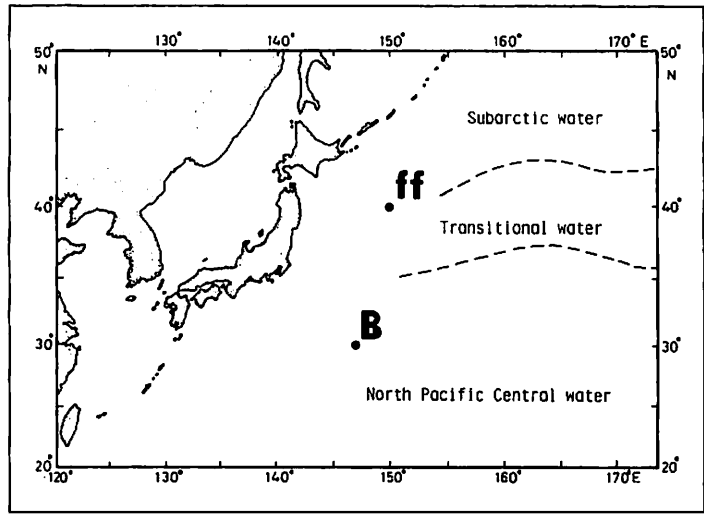 130° 140° 150° 160° 170°E
50° 50°
N N
Subarctic water
ff
40° 40°
Transitional water
B
30° 30°
North Pacific Central water
20° 20°
120° 130° 140° 150° 160° 170°E